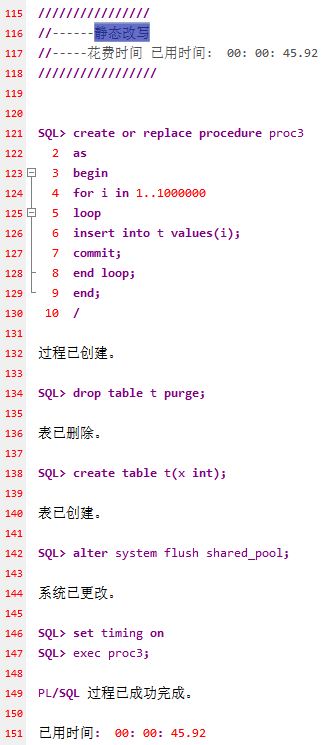 115 ////////////////
116 //------静态改写
117 //-----花费时间 已用时间: 00: 00: 45.92
118 /////////////////
119
120
121 SQL> create or replace procedure proc3
122 2 as
123 3 begin
124 4 for i in 1..1000000
125 5 loop
126 6 insert into t values(i);
127 7 commit;
128 8 end loop;
129 9 end;
130 10 /
131
132 过程已创建。
133
134 SQL> drop table t purge;
135
136 表已删除。
137
138 SQL> create table t(x int);
139
140 表已创建。
141
142 SQL> alter system flush shared_pool;
143
144 系统已更改。
145
146 SQL> set timing on
147 SQL> exec proc3;
148
149 PL/SQL 过程已成功完成。
150
151 已用时间: 00: 00: 45.92